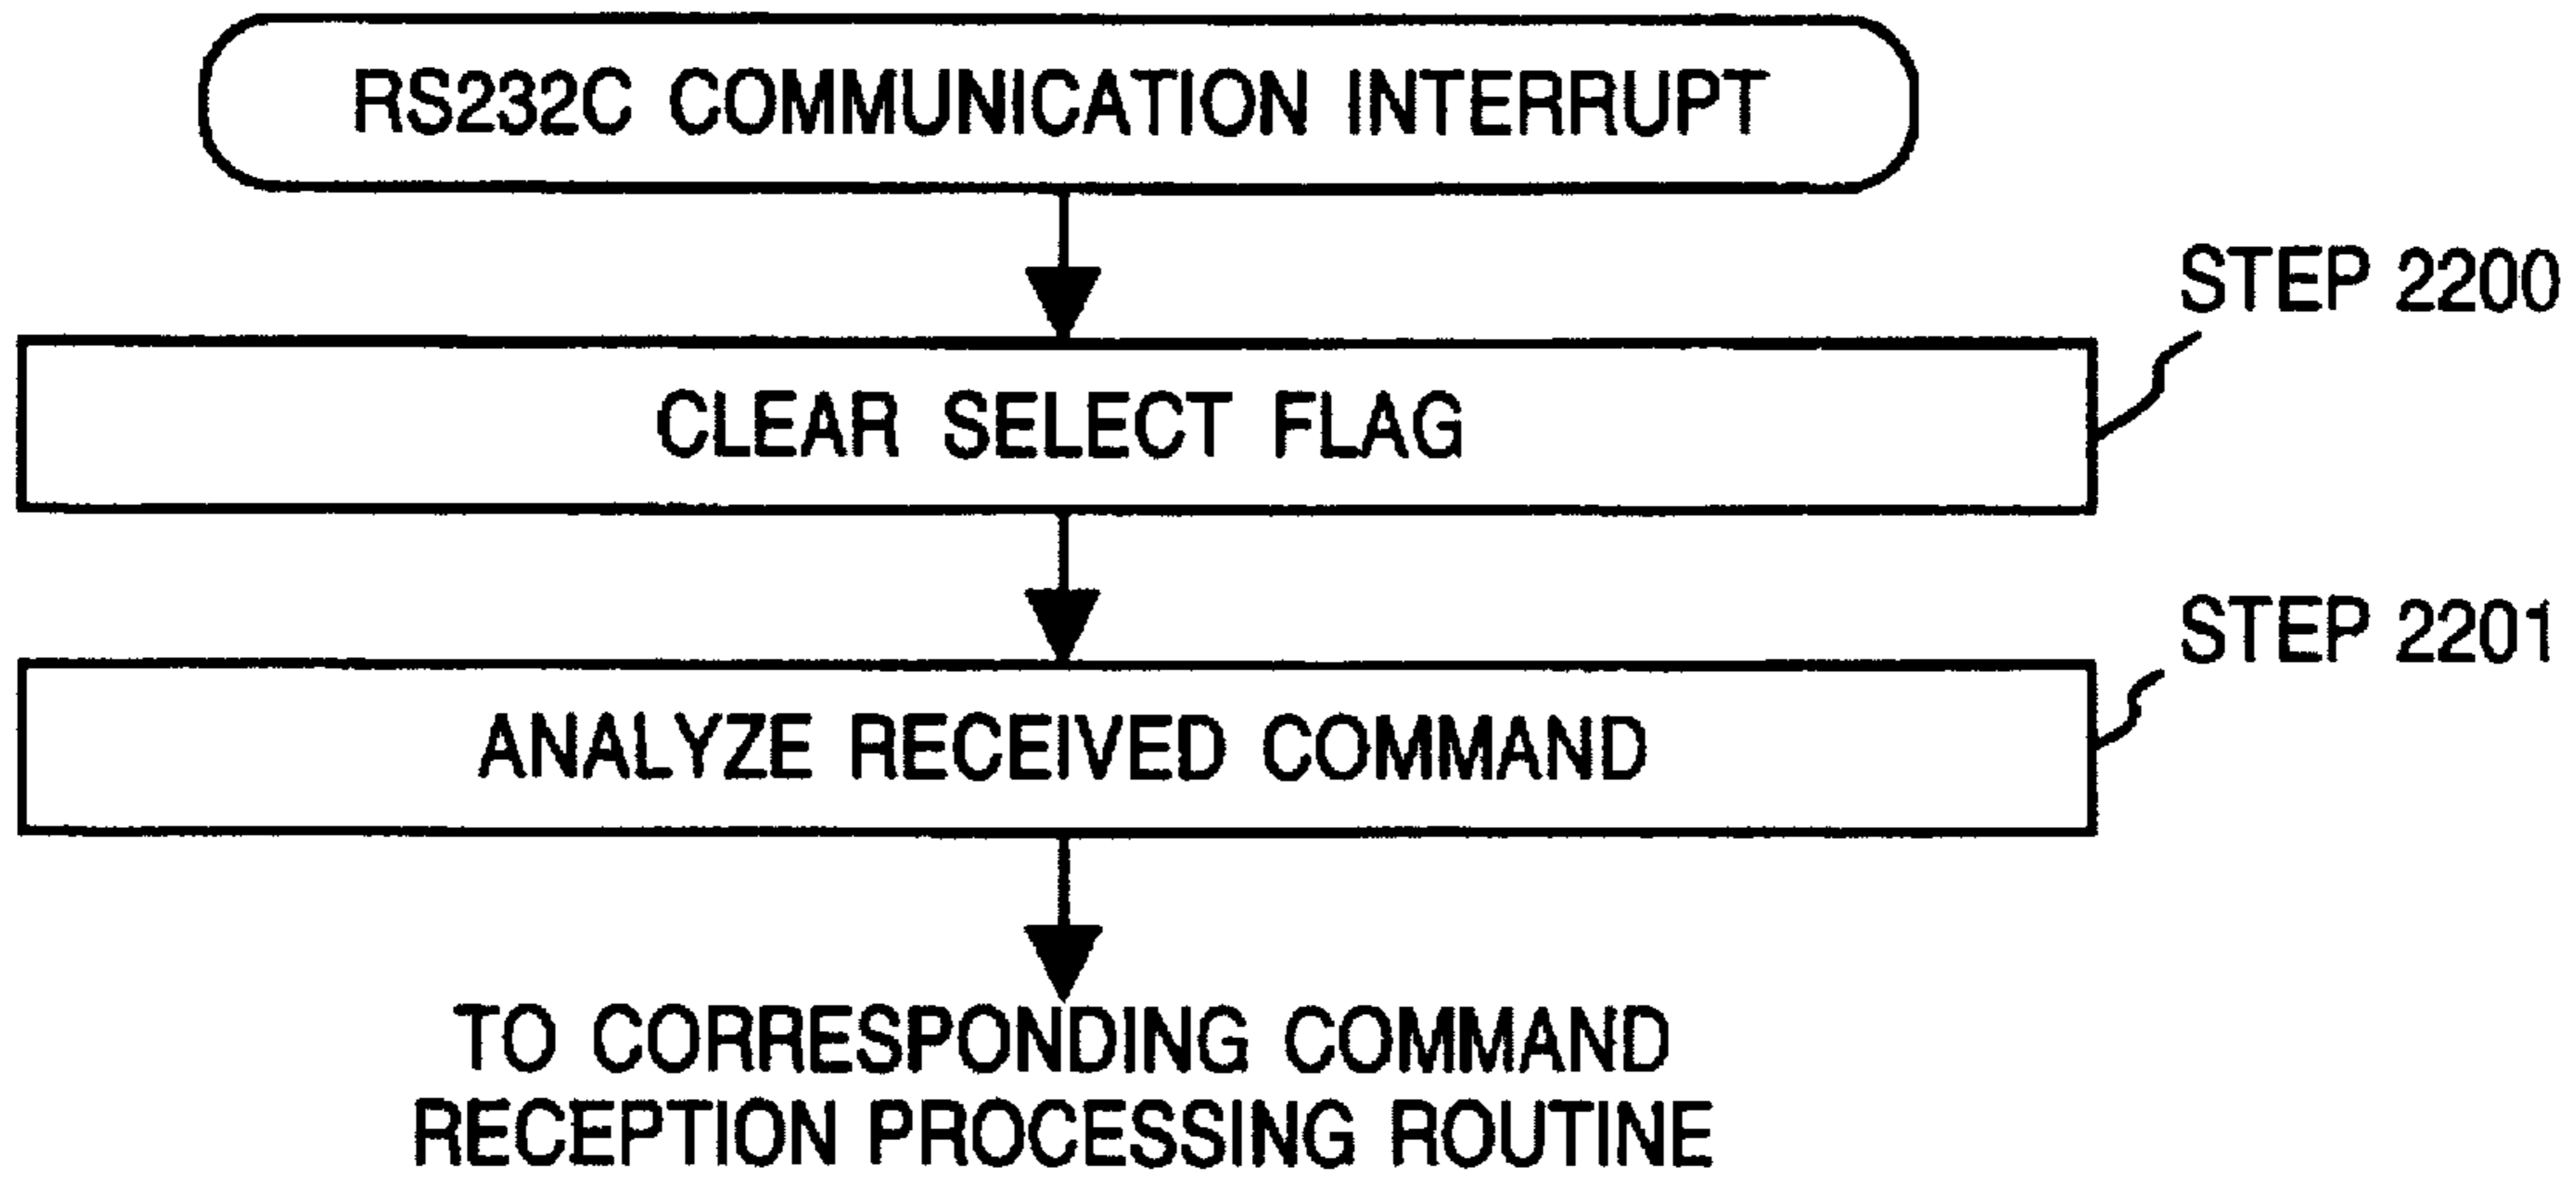 RS232C COMMUNICATION INTERRUPT
STEP 2200
CLEAR SELECT FLAG
STEP 2201
ANALYZE RECEIVED COMMAND
TO CORRESPONDING COMMAND
RECEPTION PROCESSING ROUTINE